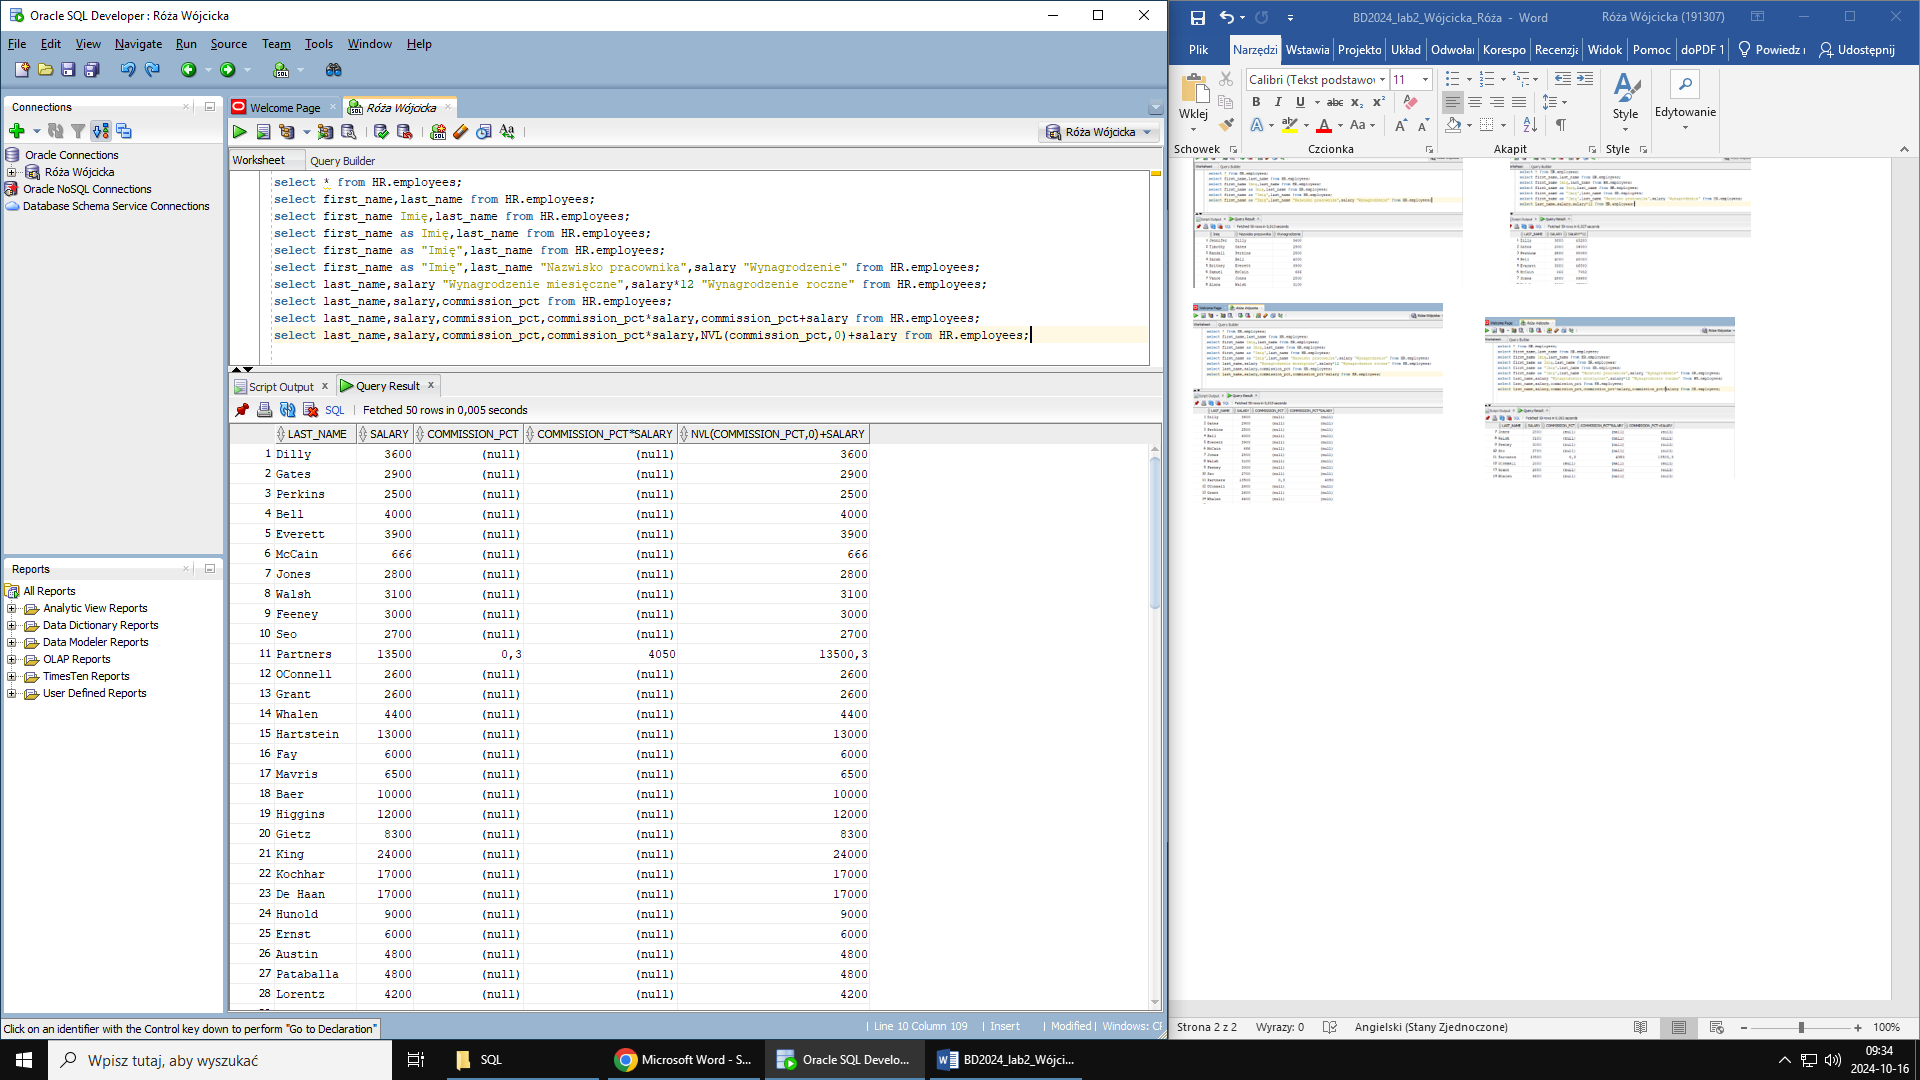 Oracle SQL Developer : Róża Wójcicka
File Edit View Navigate Run Source Team Tools Window Help
Connections
Oracle Connections
Róża Wójcicka
Oracle NoSQL Connections
Database Schema Service Connections
Reports
All Reports
Analytic View Reports
Data Dictionary Reports
Data Modeler Reports
OLAP Reports
TimesTen Reports
User Defined Reports
Welcome Page Róża Wójcicka
Róża Wójcicka
Worksheet Query Builder
select * from HR.employees;
select first_name,last_name from HR.employees;
select first_name Imię,last_name from HR.employees;
select first_name as Imię,last_name from HR.employees;
select first_name as "Imię",last_name from HR.employees;
select first_name as "Imię",last_name "Nazwisko pracownika",salary "Wynagrodzenie" from HR.employees;
select last_name,salary "Wynagrodzenie miesięczne",salary*12 "Wynagrodzenie roczne" from HR.employees;
select last_name,salary,commission_pct from HR.employees;
select last_name,salary,commission_pct,commission_pct*salary,commission_pct+salary from HR.employees;
select last_name,salary,commission_pct,commission_pct*salary,NVL(commission_pct,0)+salary from HR.employees;
Script Output x Query Result x
SQL | Fetched 50 rows in 0,005 seconds
LAST_NAME SALARY COMMISSION_PCT COMMISSION_PCT*SALARY NVL(COMMISSION_PCT,0)+SALARY
1 Dilly 3600 (null) (null) 3600
2 Gates 2900 (null) (null) 2900
3 Perkins 2500 (null) (null) 2500
4 Bell 4000 (null) (null) 4000
5 Everett 3900 (null) (null) 3900
6 McCain 666 (null) (null) 666
7 Jones 2800 (null) (null) 2800
8 Walsh 3100 (null) (null) 3100
9 Feeney 3000 (null) (null) 3000
10 Seo 2700 (null) (null) 2700
11 Partners 13500 0,3 4050 13500,3
12 OConnell 2600 (null) (null) 2600
13 Grant 2600 (null) (null) 2600
14 Whalen 4400 (null) (null) 4400
15 Hartstein 13000 (null) (null) 13000
16 Fay 6000 (null) (null) 6000
17 Mavris 6500 (null) (null) 6500
18 Baer 10000 (null) (null) 10000
19 Higgins 12000 (null) (null) 12000
20 Gietz 8300 (null) (null) 8300
21 King 24000 (null) (null) 24000
22 Kochhar 17000 (null) (null) 17000
23 De Haan 17000 (null) (null) 17000
24 Hunold 9000 (null) (null) 9000
25 Ernst 6000 (null) (null) 6000
26 Austin 4800 (null) (null) 4800
27 Pataballa 4800 (null) (null) 4800
28 Lorentz 4200 (null) (null) 4200
Click on an identifier with the Control key down to perform "Go to Declaration"
| Line 10 Column 109 | Insert | Modified | Windows: CF
BD2024_lab2_Wójcicka_Róża - Word Róża Wójcicka (191307)
Plik Narzędzi Wstawia Projekto Układ Odwołai Korespo Recenzja Widok Pomoc doPDF 1 Powiedz Udostępnij
Calibri (Tekst podstawov 11
Wklej
B I U abc x₂ x²
Style
Edytowanie
Schowek Czcionka Akapit Style
Strona 2 z 2 Wyrazy: 0 Angielski (Stany Zjednoczone) 100%
Wpisz tutaj, aby wyszukać
SQL
Microsoft Word - S...
Oracle SQL Develo...
BD2024_lab2_Wójci...
09:34
2024-10-16